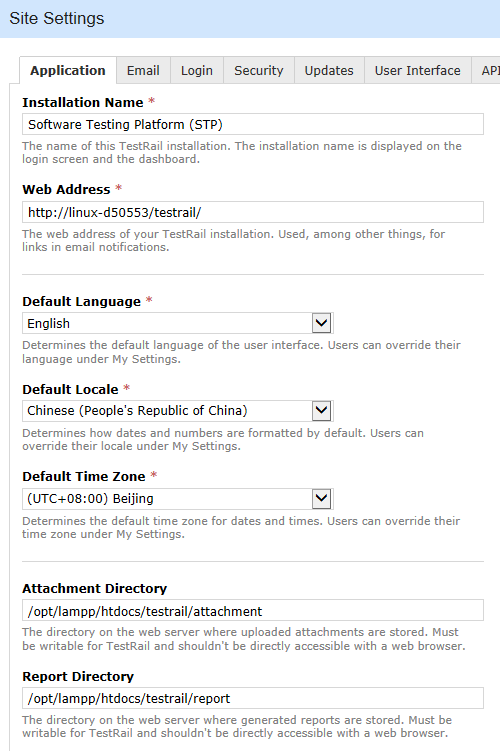 Site Settings
Application Email Login Security Updates User Interface API
Installation Name *
Software Testing Platform (STP)
The name of this TestRail installation. The installation name is displayed on the
login screen and the dashboard.
Web Address *
http://linux-d50553/testrail/
The web address of your TestRail installation. Used, among other things, for
links in email notifications.
Default Language *
English
Determines the default language of the user interface. Users can override their
language under My Settings.
Default Locale *
Chinese (People's Republic of China)
Determines how dates and numbers are formatted by default. Users can
override their locale under My Settings.
Default Time Zone *
(UTC+08:00) Beijing
Determines the default time zone for dates and times. Users can override their
time zone under My Settings.
Attachment Directory
/opt/lampp/htdocs/testrail/attachment
The directory on the web server where uploaded attachments are stored. Must
be writable for TestRail and shouldn't be directly accessible with a web browser.
Report Directory
/opt/lampp/htdocs/testrail/report
The directory on the web server where generated reports are stored. Must be
writable for TestRail and shouldn't be directly accessible with a web browser.